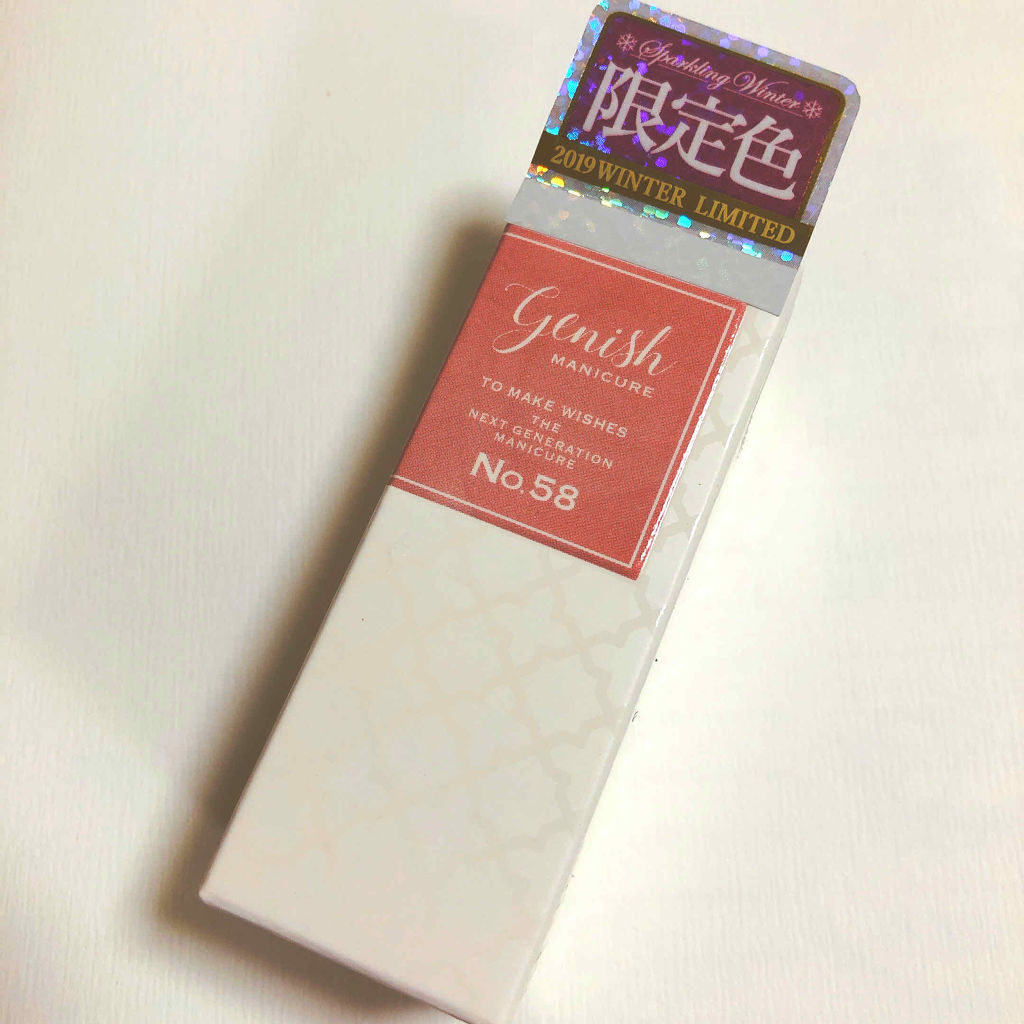 Sparkling Winter
限定色
2019 WINTER LIMITED
Genish
MANICURE
TO MAKE WISHES
THE
NEXT GENERATION
MANICURE
No.58